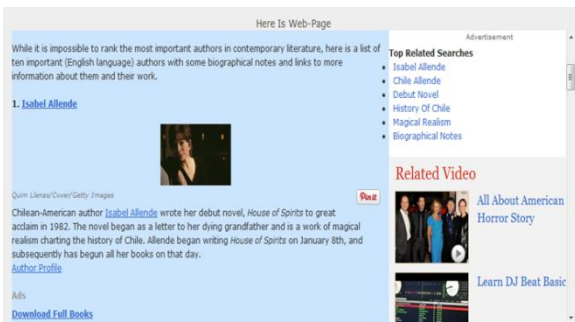 Here Is Web-Page
While it is impossible to rank the most important authors in contemporary literature, here is a list of
ten important (English language) authors with some biographical notes and links to more
information about them and their work.
1. Isabel Allende
Quim Llenas/Cover/Getty Images
Pinit
Chilean-American author Isabel Allende wrote her debut novel, House of Spirits to great
acclaim in 1982. The novel began as a letter to her dying grandfather and is a work of magical
realism charting the history of Chile. Allende began writing House of Spirits on January 8th, and
subsequently has begun all her books on that day.
Author Profile
Ads
Download Full Books
Advertisement
Top Related Searches
Isabel Allende
Chile Allende
Debut Novel
History Of Chile
Magical Realism
Biographical Notes
Related Video
All About American
Horror Story
Learn DJ Beat Basic